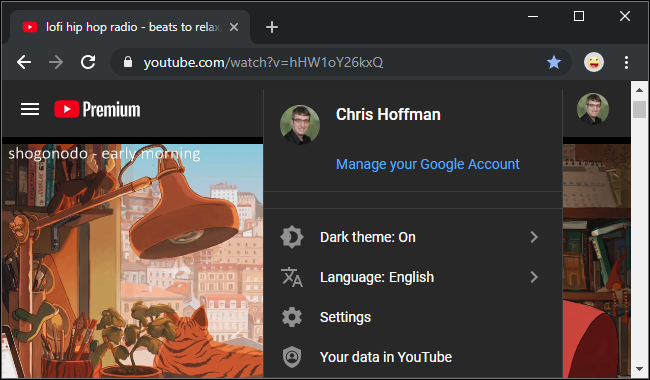 lofi hip hop radio - beats to relax
youtube.com/watch?v=hHW1oY26kxQ
Premium
Chris Hoffman
Manage your Google Account
shogonodo - early morning
Dark theme: On
Language: English
Settings
Your data in YouTube